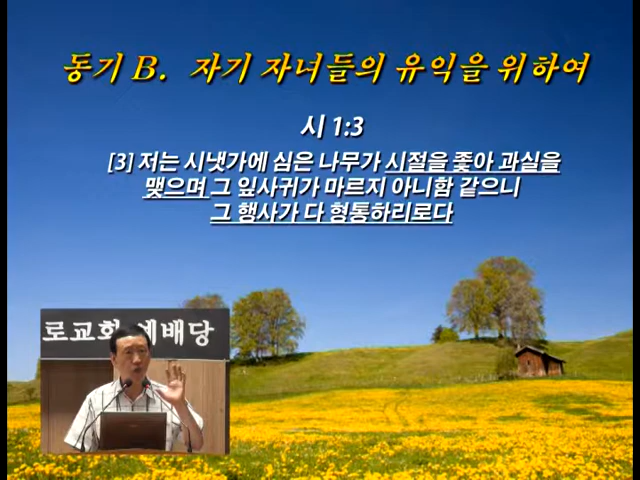 동기 B. 자기 자녀들의 유익을 위하여
시 1:3
[3] 저는 시냇가에 심은 나무가 시절을 좇아 과실을
맺으며 그 잎사귀가 마르지 아니함 같으니
그 행사가 다 형통하리로다
로교회 예배당